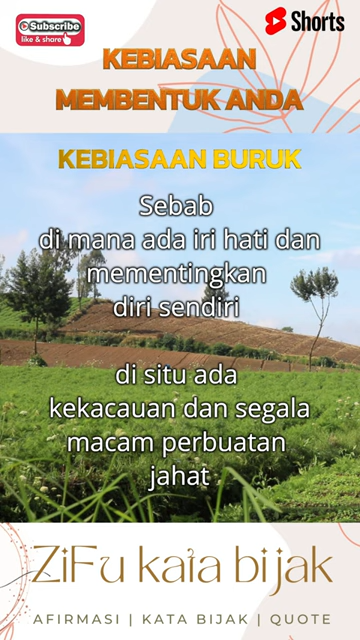 Subscribe
like & share
Shorts
KEBIASAAN
MEMBENTUK ANDA
KEBIASAAN BURUK
Sebab
di mana ada iri hati dan
mementingkan
diri sendiri
di situ ada
kekacauan dan segala
macam perbuatan
jahat
ZiFu kata bijak
AFIRMASI | KATA BIJAK | QUOTE